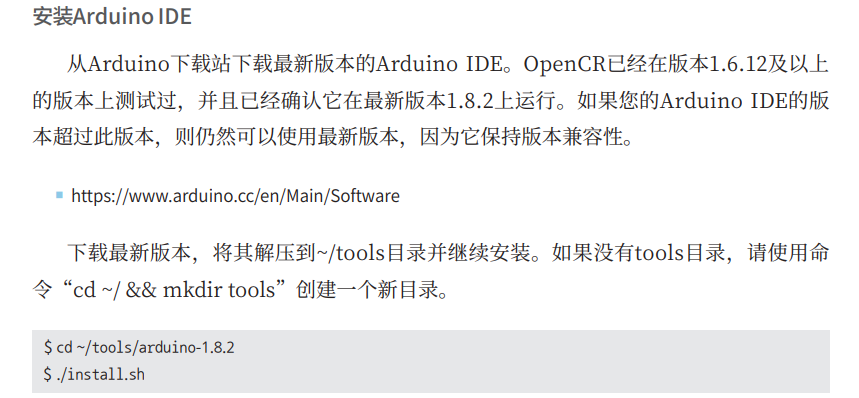 安装Arduino IDE
从Arduino下载站下载最新版本的Arduino IDE。OpenCR已经在版本1.6.12及以上
的版本上测试过，并且已经确认它在最新版本1.8.2上运行。如果您的Arduino IDE的版
本超过此版本，则仍然可以使用最新版本，因为它保持版本兼容性。
https://www.arduino.cc/en/Main/Software
下载最新版本，将其解压到~/tools目录并继续安装。如果没有tools目录，请使用命
令“cd ~/ && mkdir tools”创建一个新目录。
$ cd ~/tools/arduino-1.8.2
$ ./install.sh